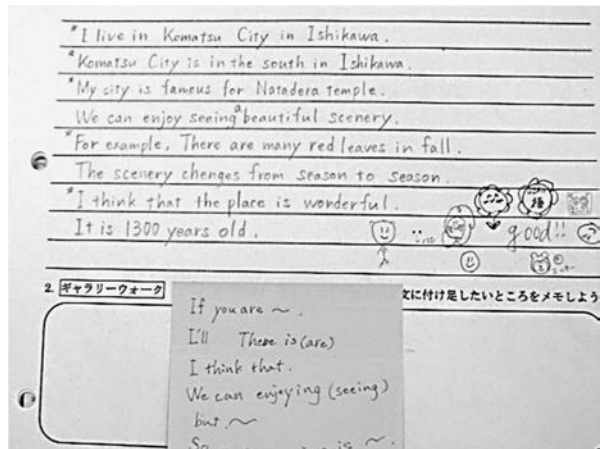 *I live in Komatsu City in Ishikawa.
*Komatsu City is in the south in Ishikawa.
*My city is famous for Natadera temple.
We can enjoy seeing a beautiful scenery.
*For example, There are many red leaves in fall.
The scenery chenges from season to season.
*I think that the place is wonderful.
It is 1300 years old.
good!!
2. ギャラリーウォーク
文に付け足したいところをメモしよう
If you are ~.
I'll There is (are)
I think that.
We can enjoying (seeing)
but ~
So
is ~.